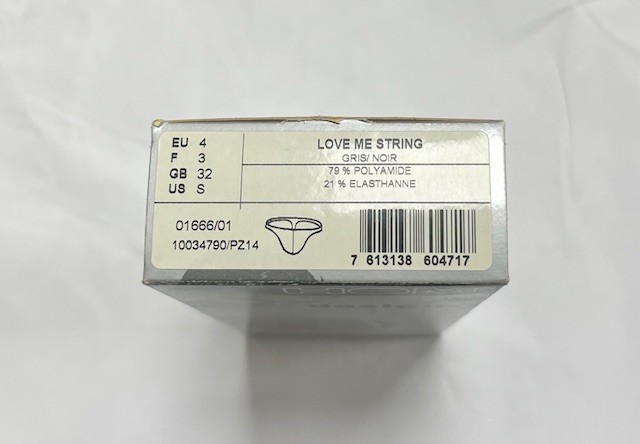 EU 4
F 3
GB 32
US S
LOVE ME STRING
GRIS/ NOIR
79 % POLYAMIDE
21 % ELASTHANNE
01666/01
10034790/PZ14
7 613138 604717